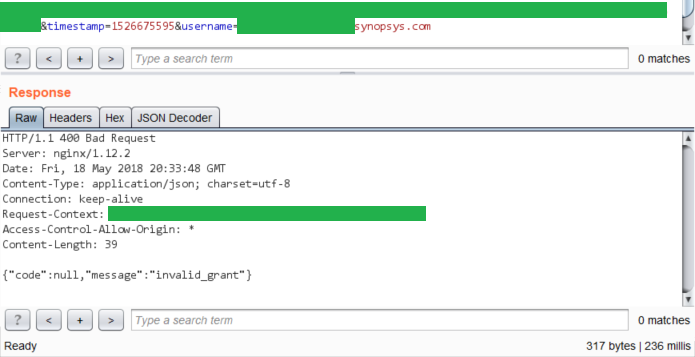 &timestamp=1526675595&username=
synopsys.com
? < + > Type a search term 0 matches
Response
Raw Headers Hex JSON Decoder
HTTP/1.1 400 Bad Request
Server: nginx/1.12.2
Date: Fri, 18 May 2018 20:33:48 GMT
Content-Type: application/json; charset=utf-8
Connection: keep-alive
Request-Context:
Access-Control-Allow-Origin: *
Content-Length: 39
{"code":null,"message":"invalid_grant"}
? < + > Type a search term 0 matches
Ready 317 bytes | 236 millis